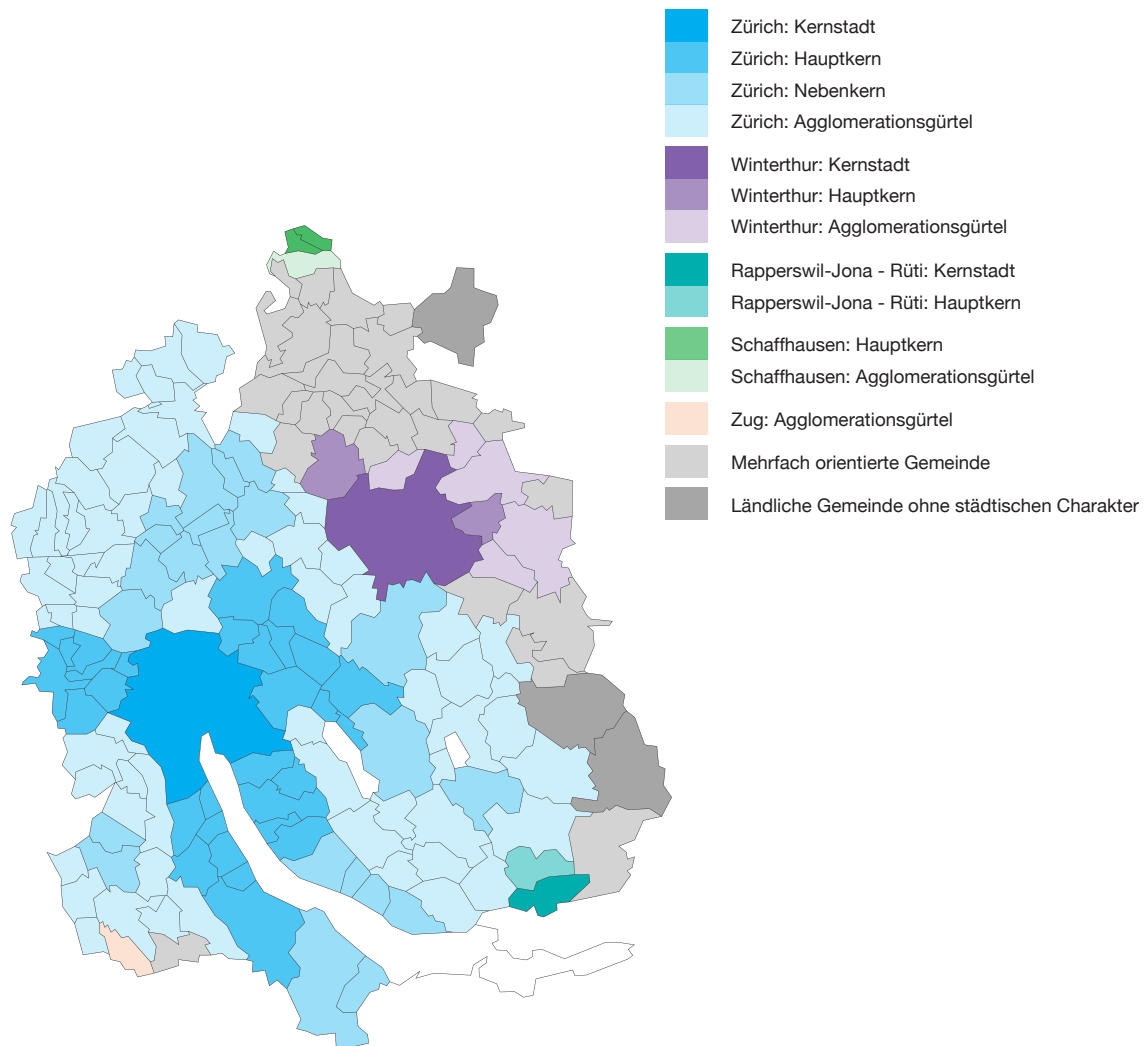 Zürich: Kernstadt
Zürich: Hauptkern
Zürich: Nebenkern
Zürich: Agglomerationsgürtel
Winterthur: Kernstadt
Winterthur: Hauptkern
Winterthur: Agglomerationsgürtel
Rapperswil-Jona - Rüti: Kernstadt
Rapperswil-Jona - Rüti: Hauptkern
Schaffhausen: Hauptkern
Schaffhausen: Agglomerationsgürtel
Zug: Agglomerationsgürtel
Mehrfach orientierte Gemeinde
Ländliche Gemeinde ohne städtischen Charakter